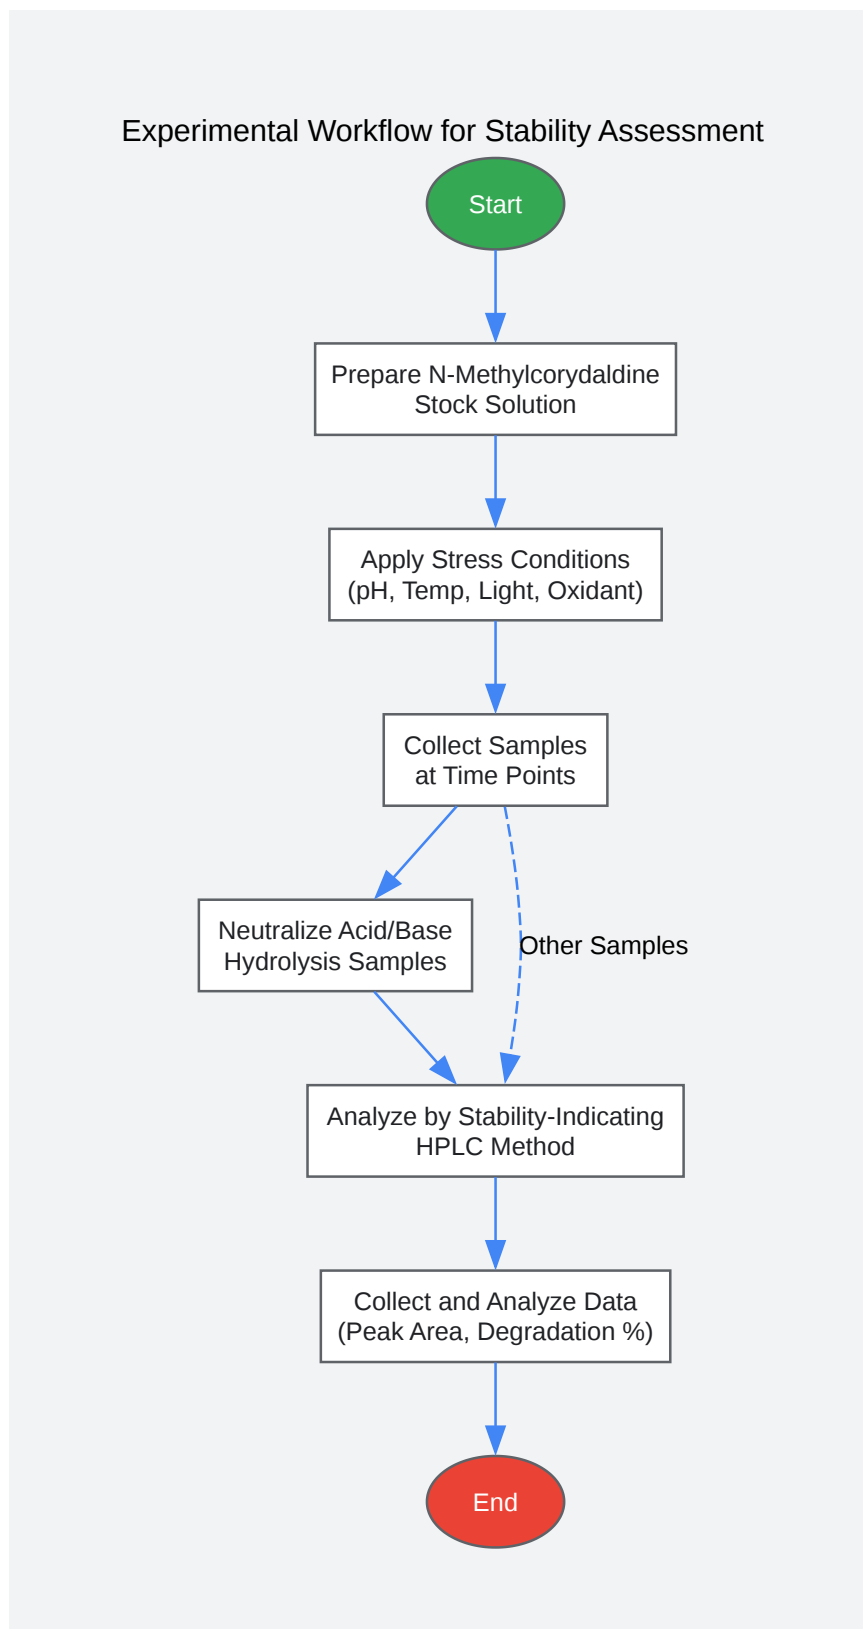 Experimental Workflow for Stability Assessment
Start
Prepare N-Methylcorydaldine
Stock Solution
Apply Stress Conditions
(pH, Temp, Light, Oxidant)
Collect Samples
at Time Points
Neutralize Acid/Base
Hydrolysis Samples
Other Samples
Analyze by Stability-Indicating
HPLC Method
Collect and Analyze Data
(Peak Area, Degradation %)
End